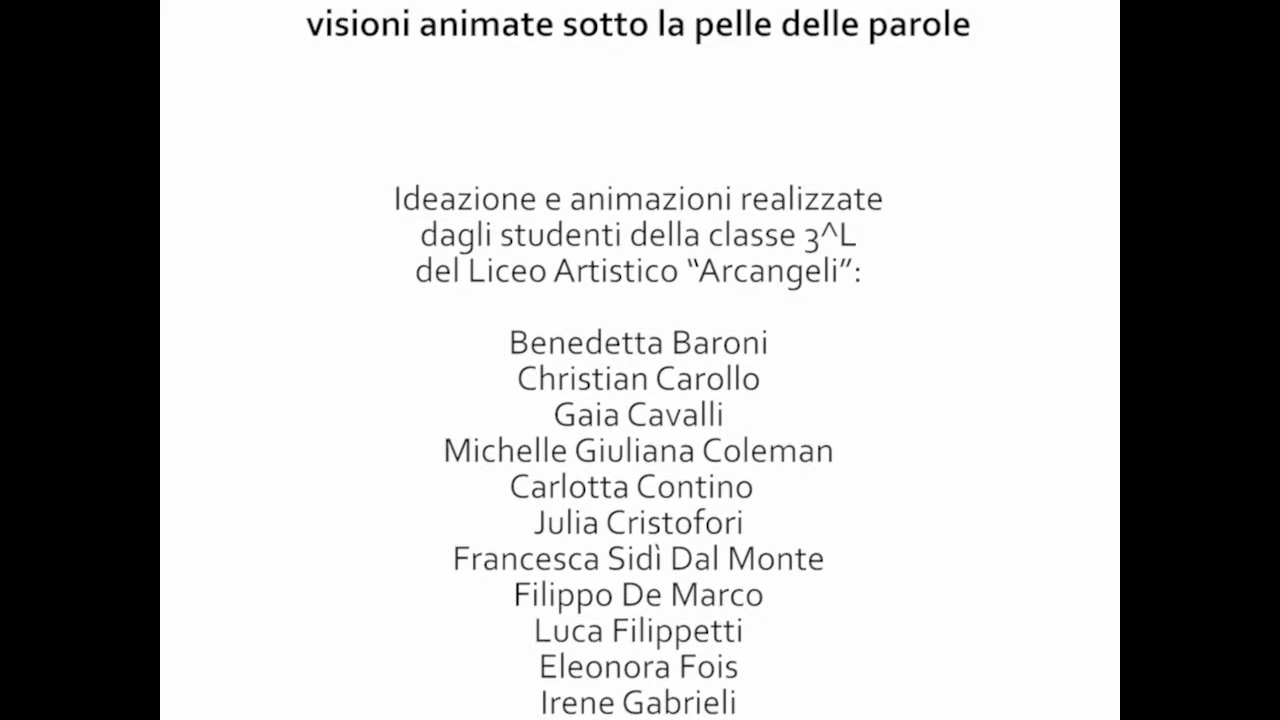 visioni animate sotto la pelle delle parole
Ideazione e animazioni realizzate
dagli studenti della classe 3^L
del Liceo Artistico “Arcangeli”:
Benedetta Baroni
Christian Carollo
Gaia Cavalli
Michelle Giuliana Coleman
Carlotta Contino
Julia Cristofori
Francesca Sidì Dal Monte
Filippo De Marco
Luca Filippetti
Eleonora Fois
Irene Gabrieli